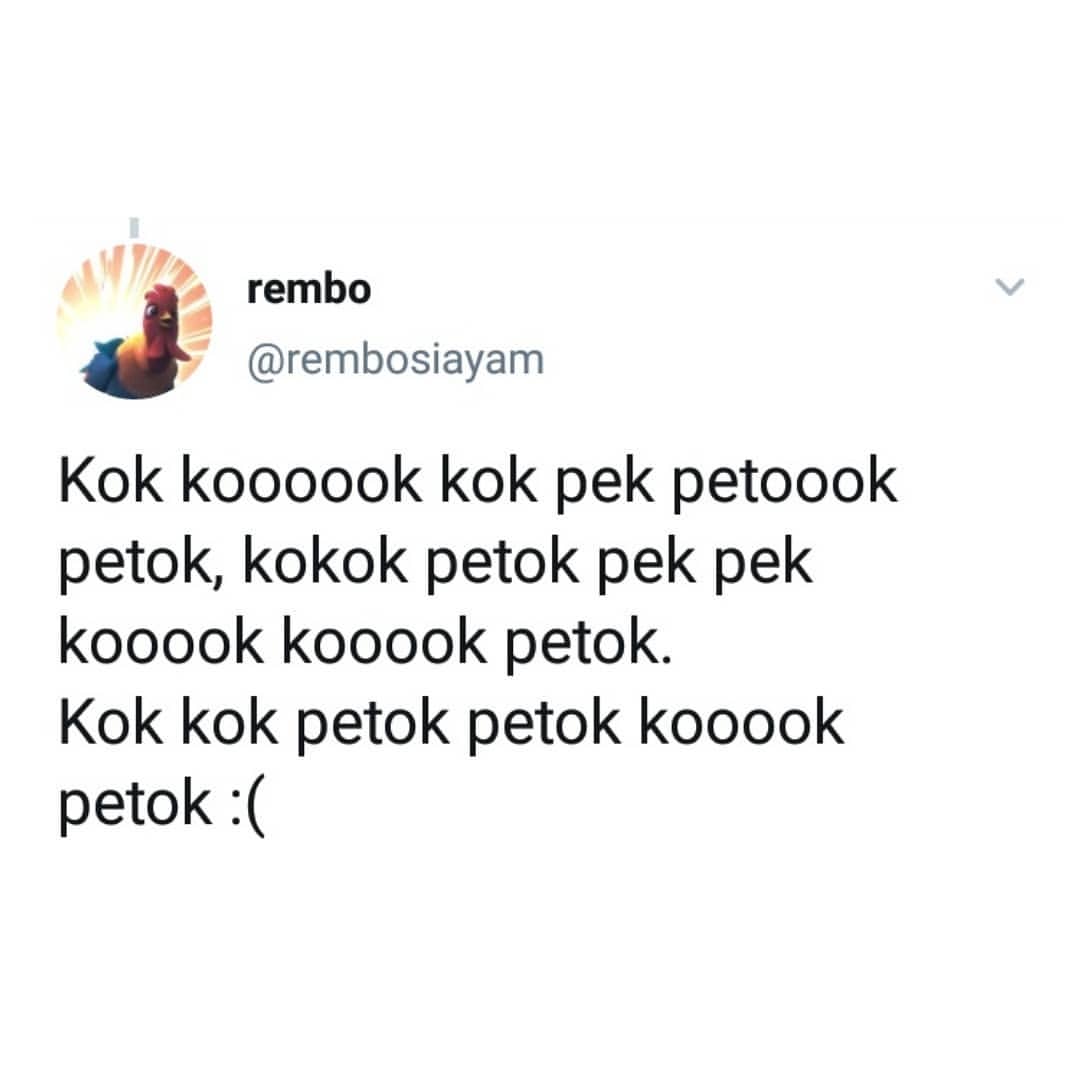 rembo
@rembosiayam
Kok koooook kok pek petoook
petok, kokok petok pek pek
kooook kooook petok.
Kok kok petok petok kooook
petok :(